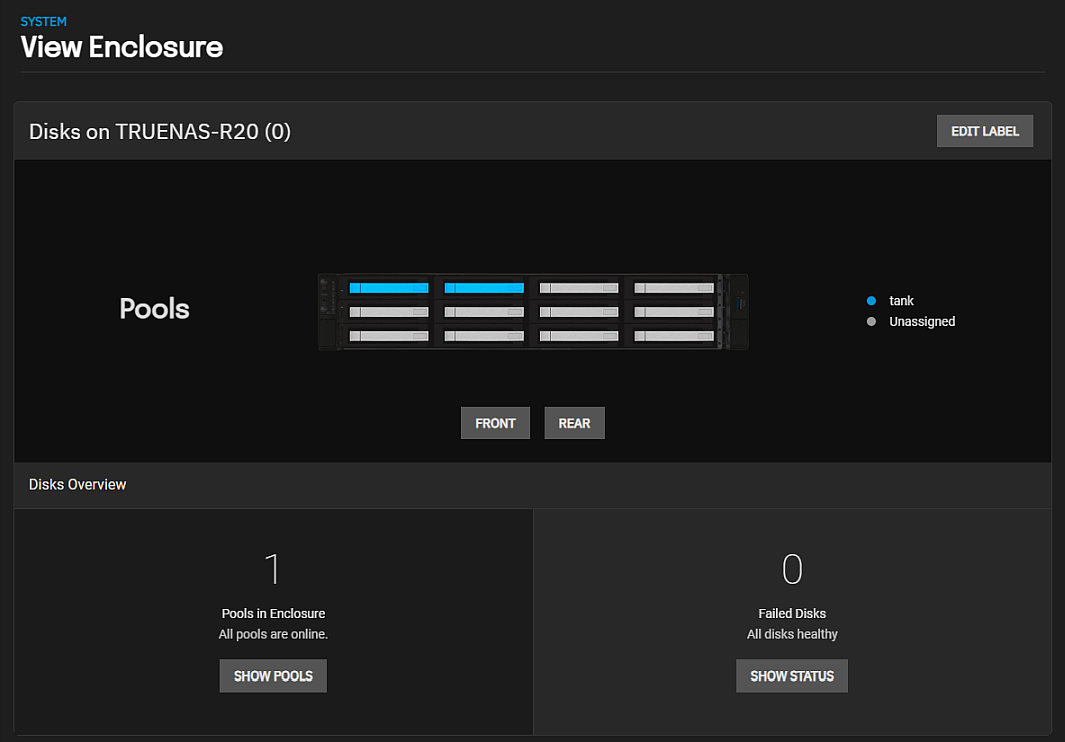 SYSTEM
View Enclosure
Disks on TRUENAS-R20 (0)
EDIT LABEL
Pools
tank
Unassigned
FRONT
REAR
Disks Overview
1
Pools in Enclosure
All pools are online.
SHOW POOLS
0
Failed Disks
All disks healthy
SHOW STATUS